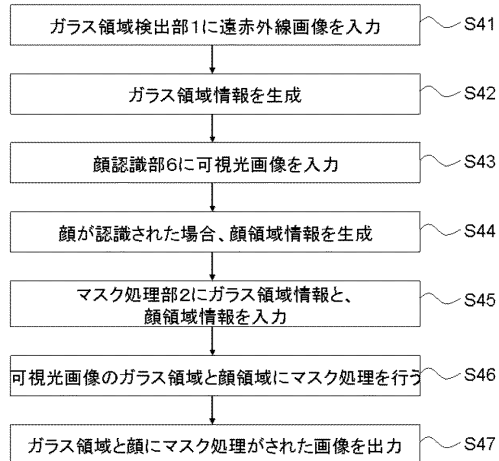 ガラス領域検出部1に遠赤外線画像を入力 S41
ガラス領域情報を生成 S42
顔認識部6に可視光画像を入力 S43
顔が認識された場合、顔領域情報を生成 S44
マスク処理部2にガラス領域情報と、 S45
顔領域情報を入力
可視光画像のガラス領域と顔領域にマスク処理を行う S46
ガラス領域と顔にマスク処理がされた画像を出力 S47